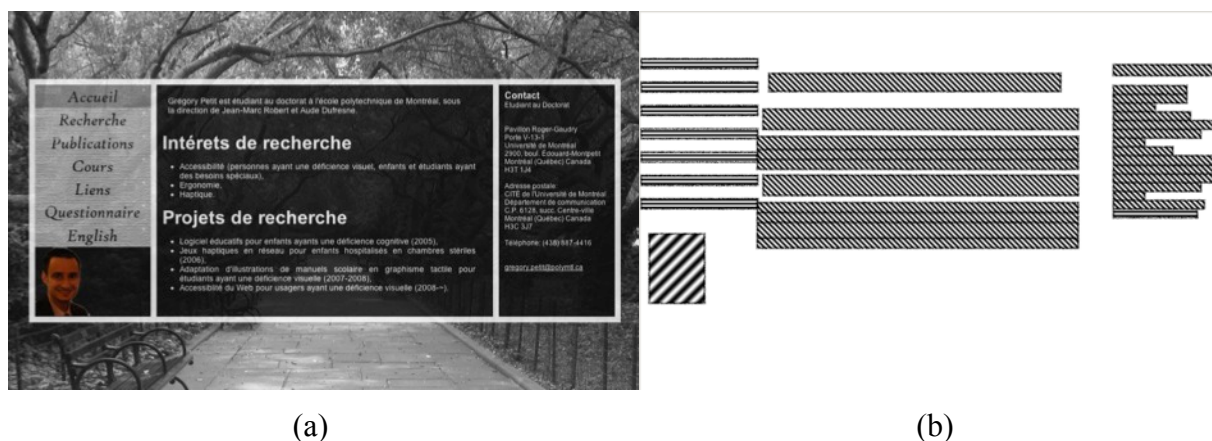 Accueil
Recherche
Publications
Cours
Liens
Questionnaire
English
Grégory Petit est étudiant au doctorat à l'école polytechnique de Montréal, sous
la direction de Jean-Marc Robert et Aude Dufresne.
Intérets de recherche
Accessibilité (personnes ayant une déficience visuel, enfants et étudiants ayant
des besoins spéciaux),
Ergonomie,
Haptique.
Projets de recherche
Logiciel éducatifs pour enfants ayants une déficience cognitive (2005),
Jeux haptiques en réseau pour enfants hospitalisés en chambres stériles
(2006),
Adaptation d'illustrations de manuels scolaire en graphisme tactile pour
étudiants ayant une déficience visuelle (2007-2008),
Accessiblité du Web pour usagers ayant une déficience visuelle (2008-~).
Contact
Etudiant au Doctorat
Pavillon Roger-Gaudry
Porte V-13-1
Université de Montréal
2900, boul. Édouard-Montpetit
Montréal (Québec) Canada
H3T 1J4
Adresse postale:
CITÉ de l'Université de Montréal
Département de communication
C.P. 6128, succ. Centre-ville
Montréal (Québec) Canada
H3C 3J7
Téléphone: (438) 887-4416
gregory.petit@polymtl.ca
(a)
(b)